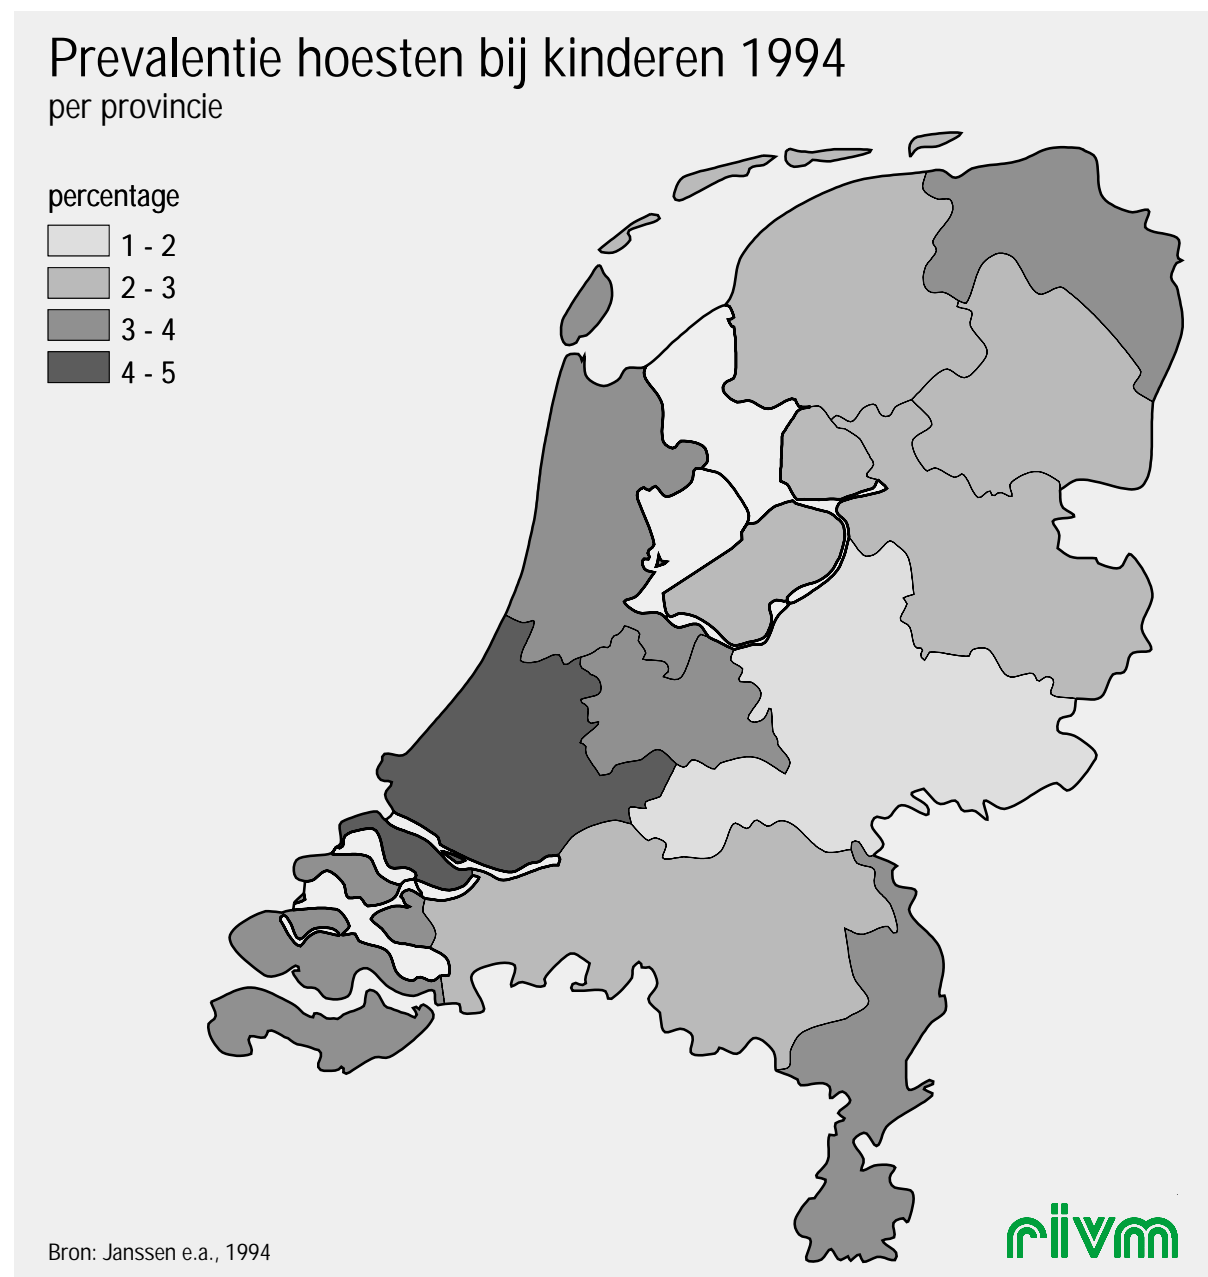 Prevalentie hoesten bij kinderen 1994
per provincie
percentage
1 - 2
2 - 3
3 - 4
4 - 5
Bron: Janssen e.a., 1994
riivm